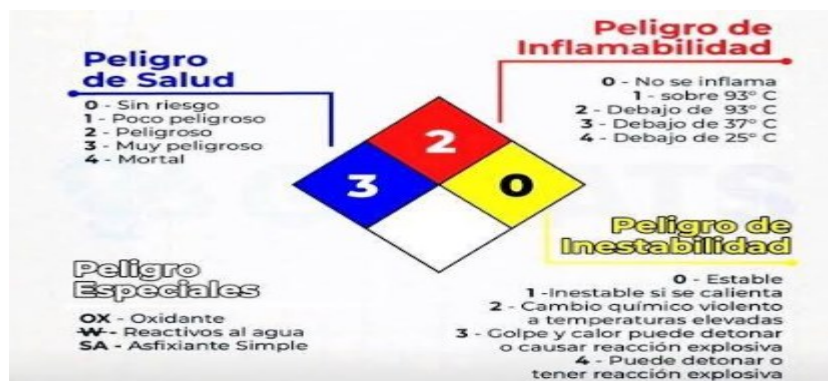 Peligro
de Salud
0 - Sin riesgo
1 - Poco peligroso
2 - Peligroso
3 - Muy peligroso
4 - Mortal
Peligro de
Inflamabilidad
0 - No se inflama
1 - sobre 93° C
2 - Debajo de 93° C
3 - Debajo de 37° C
4 - Debajo de 25° C
2
3
0
Peligro
Especiales
OX - Oxidante
W - Reactivos al agua
SA - Asfixiante Simple
Peligro de
Inestabilidad
0 - Estable
1 -Inestable si se calienta
2 - Cambio químico violento
a temperaturas elevadas
3 - Golpe y calor puede detonar
o causar reacción explosiva
4 - Puede detonar o
tener reacción explosiva